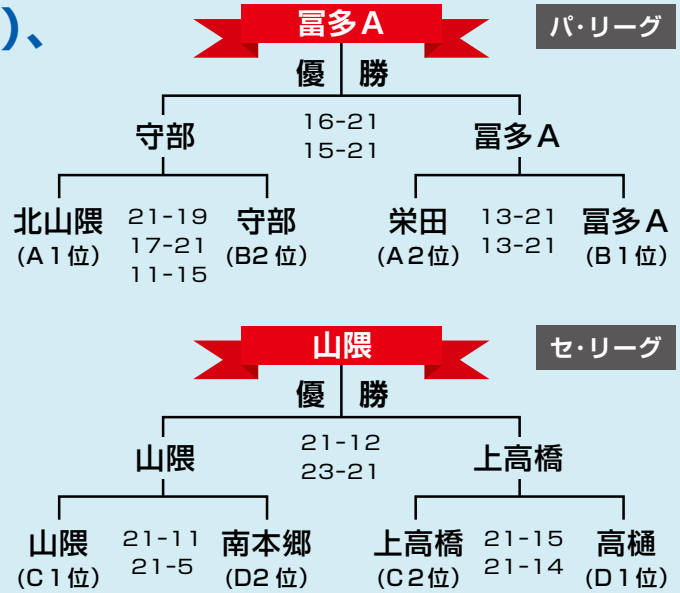 )、
冨多A
パ・リーグ
優 勝
16-21
15-21
守部
冨多A
北山隈
(A1位)
21-19
17-21
11-15
守部
(B2位)
栄田
(A2位)
13-21
13-21
冨多A
(B1位)
山隈
セ・リーグ
優 勝
21-12
23-21
山隈
上高橋
山隈
(C1位)
21-11
21-5
南本郷
(D2位)
上高橋
(C2位)
21-15
21-14
高樋
(D1位)